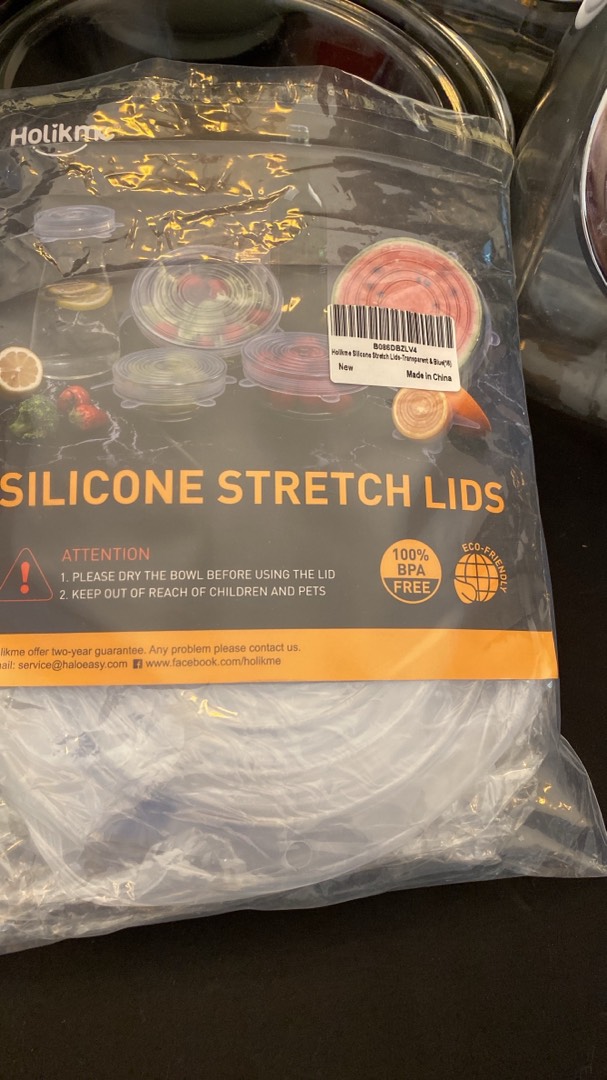 Holikme
B086DBZLV4
Holikme Silicone Stretch Lids-Transparent & Blue(16)
New
Made in China
SILICONE STRETCH LIDS
ATTENTION
1. PLEASE DRY THE BOWL BEFORE USING THE LID
2. KEEP OUT OF REACH OF CHILDREN AND PETS
100%
BPA
FREE
ECO-FRIENDLY
likme offer two-year guarantee. Any problem please contact us.
ail: service@haloeasy.com f www.facebook.com/holikme